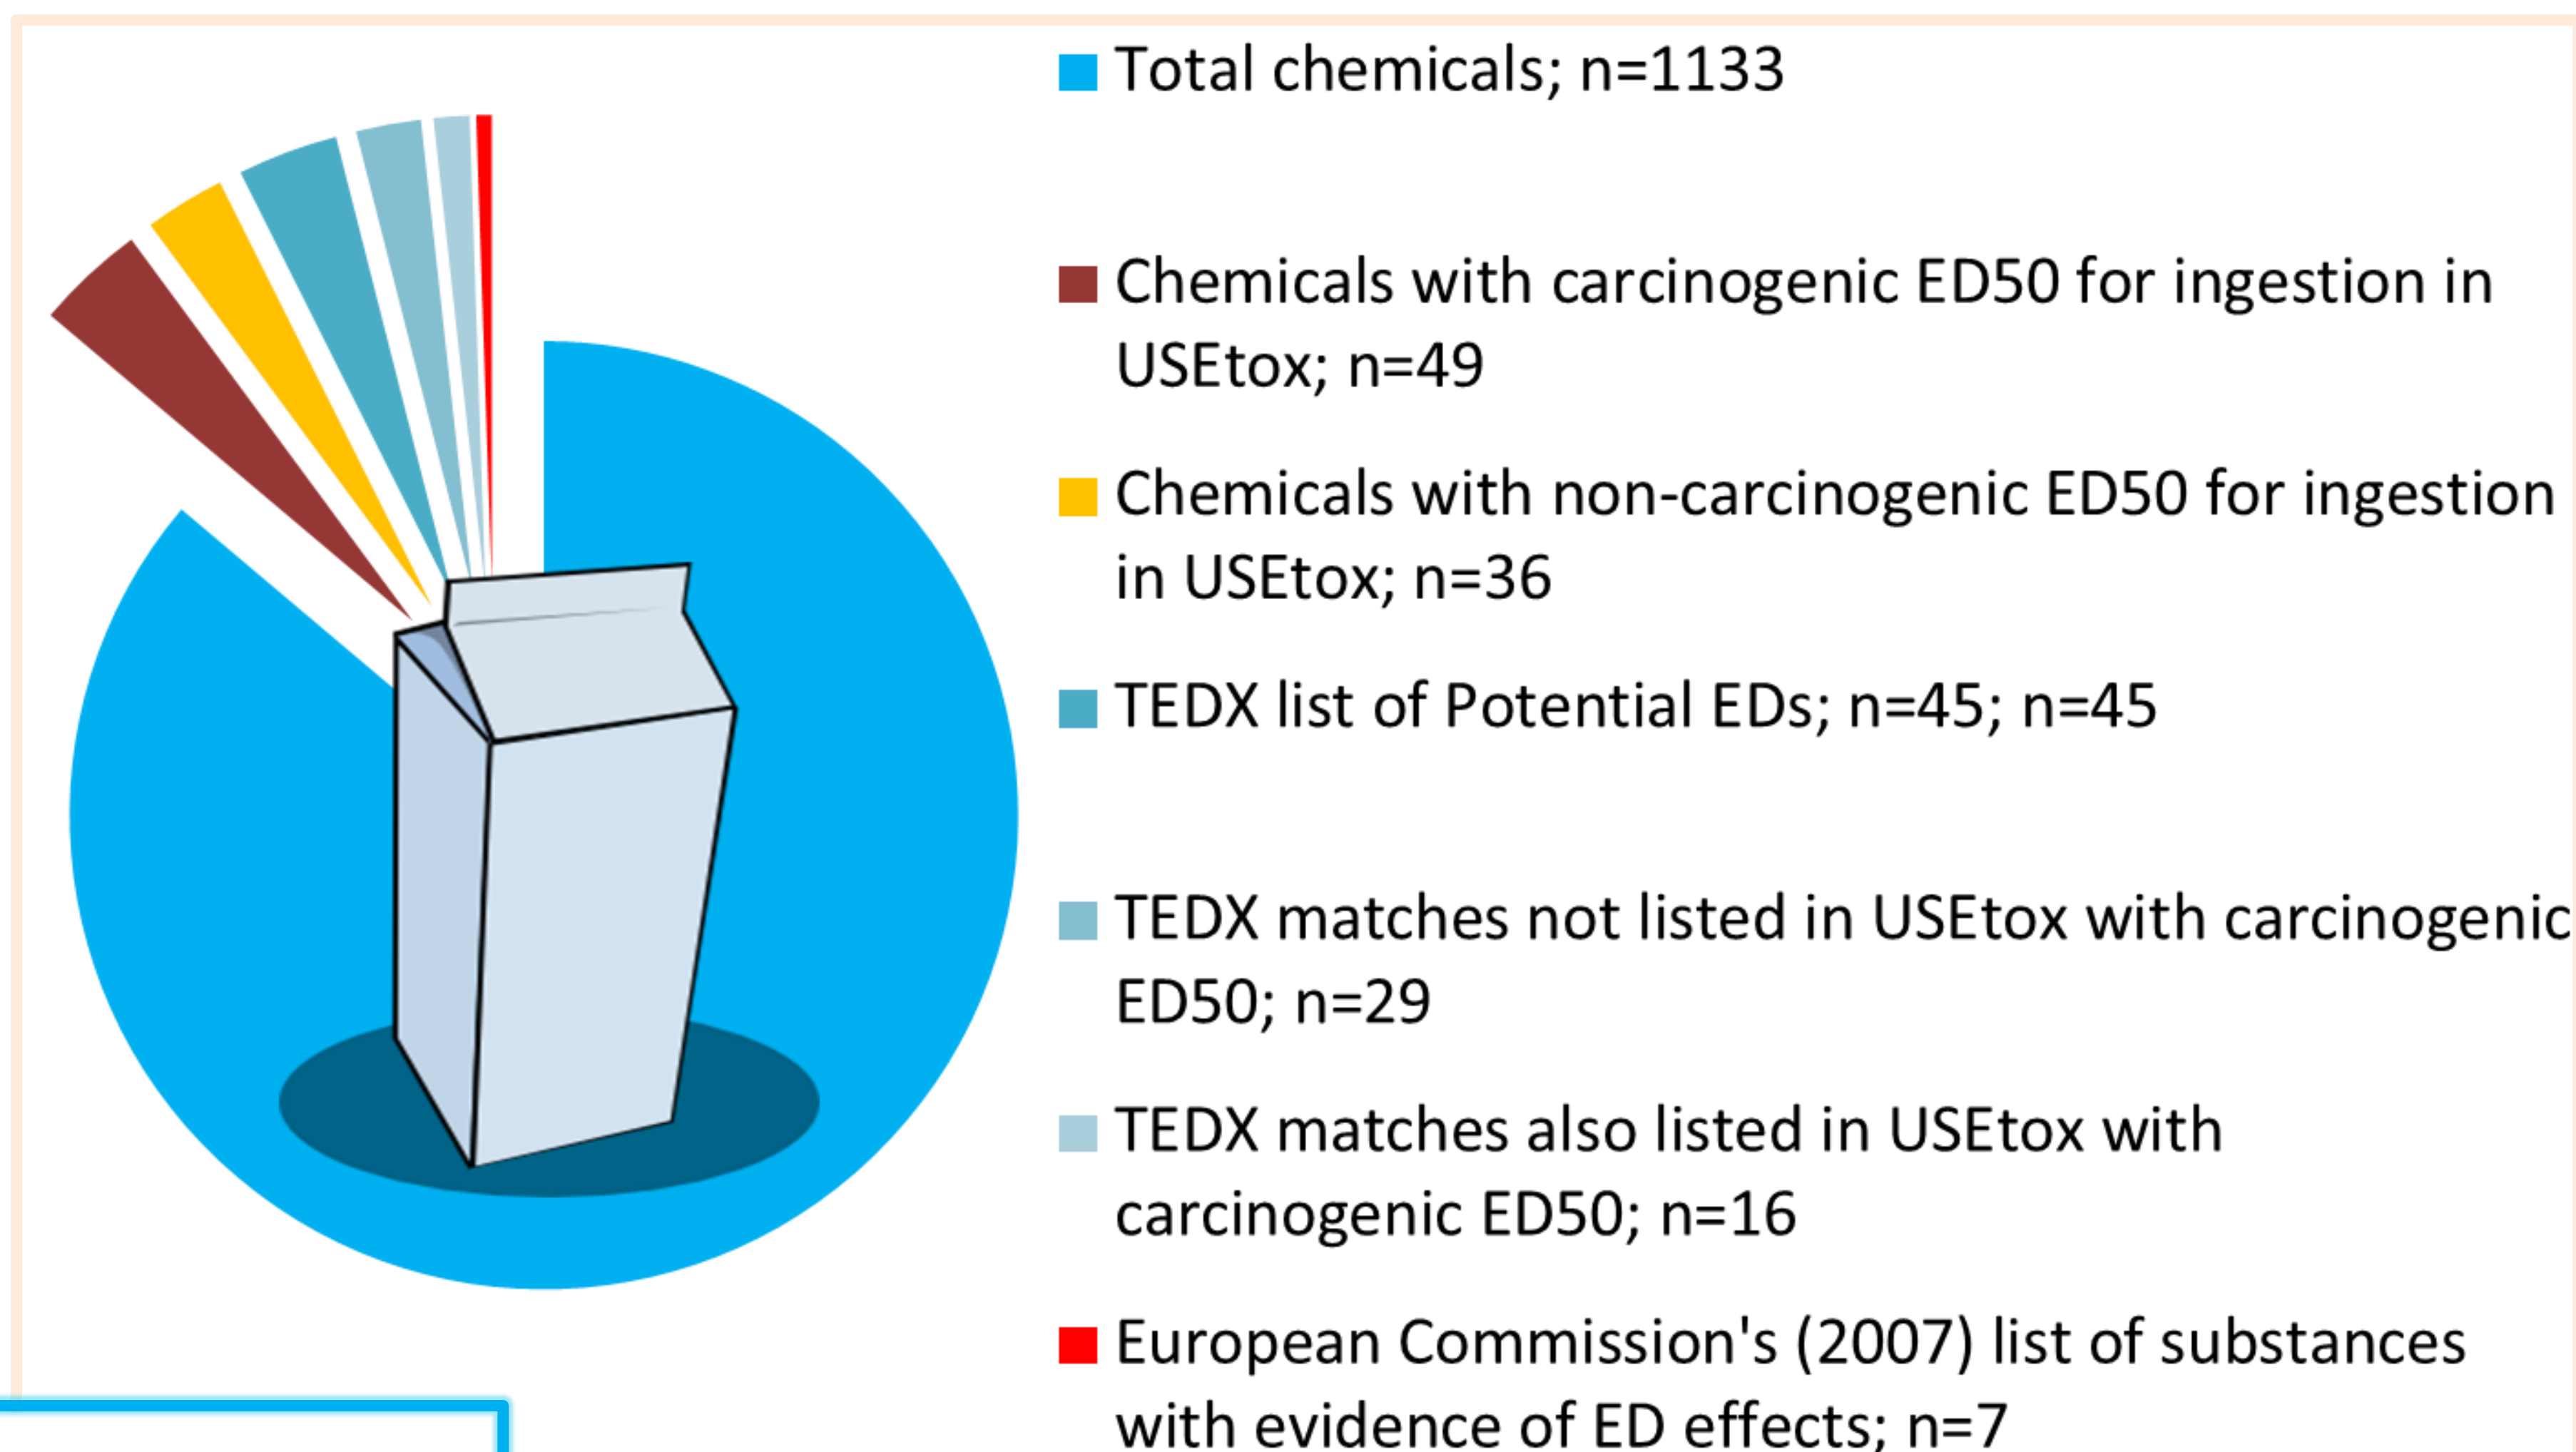 Total chemicals; n=1133
Chemicals with carcinogenic ED50 for ingestion in
USEtox; n=49
Chemicals with non-carcinogenic ED50 for ingestion
in USEtox; n=36
TEDX list of Potential EDs; n=45; n=45
TEDX matches not listed in USEtox with carcinogenic
ED50; n=29
TEDX matches also listed in USEtox with
carcinogenic ED50; n=16
European Commission's (2007) list of substances
with evidence of ED effects; n=7